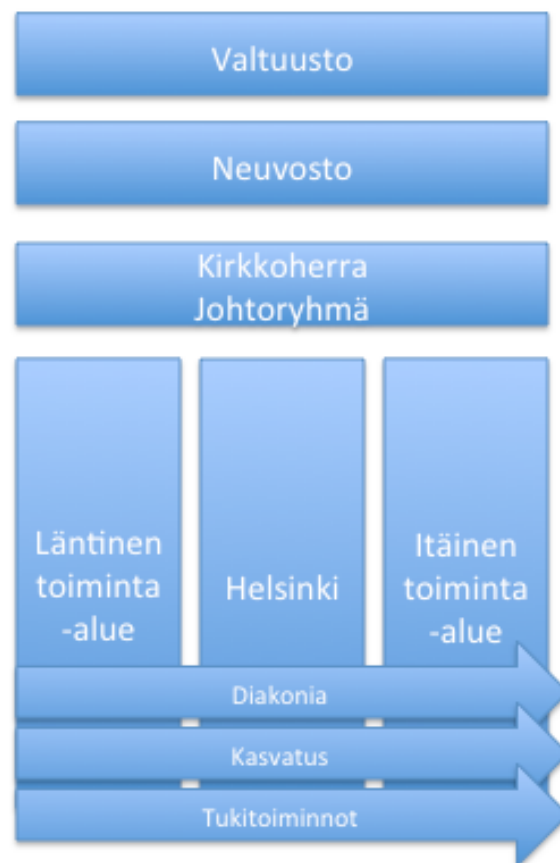 Valtuusto
Neuvosto
Kirkkoherra
Johtoryhmä
Läntinen
toiminta
-alue
Helsinki
Itäinen
toiminta
-alue
Diakonia
Kasvatus
Tukitoiminnot